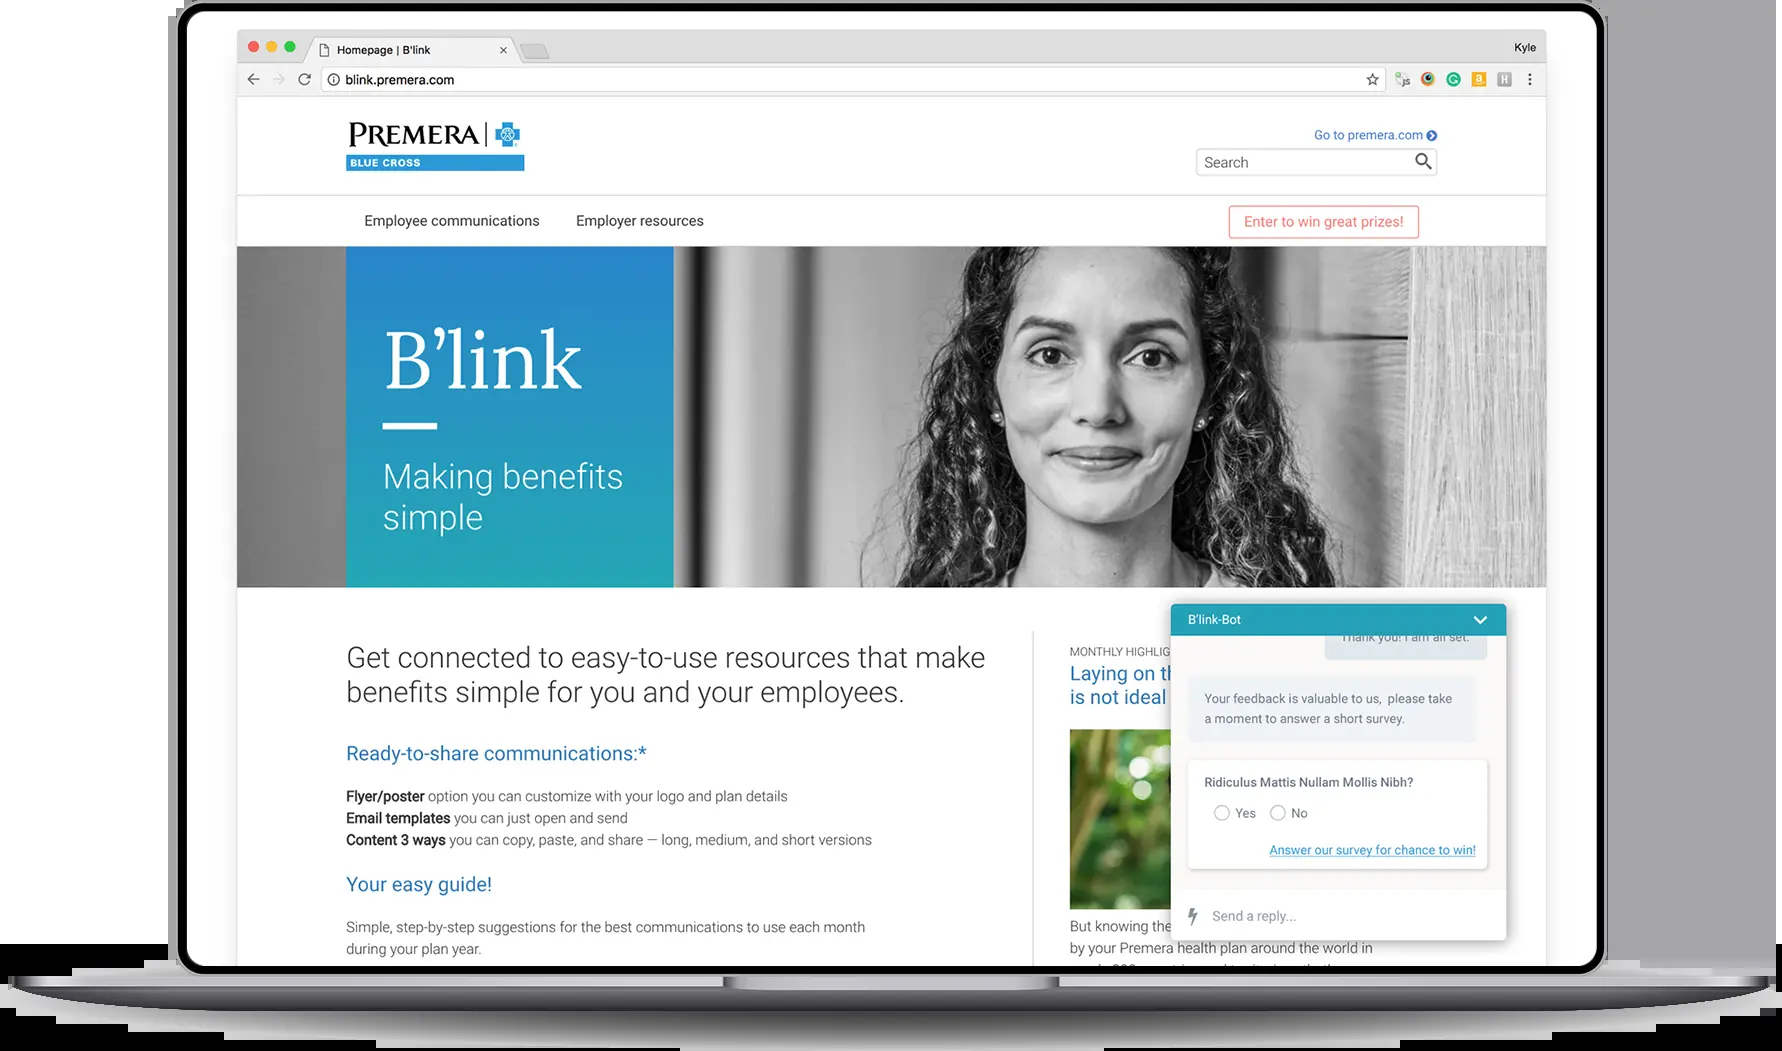 Homepage | B'link
Kyle
blink.premera.com
PREMERA
BLUE CROSS
Go to premera.com
Search
Employee communications
Employer resources
Enter to win great prizes!
B’link
Making benefits
simple
Get connected to easy-to-use resources that make
benefits simple for you and your employees.
Ready-to-share communications:*
Flyer/poster option you can customize with your logo and plan details
Email templates you can just open and send
Content 3 ways you can copy, paste, and share — long, medium, and short versions
Your easy guide!
Simple, step-by-step suggestions for the best communications to use each month
during your plan year.
MONTHLY
Laying on
is not ideal
But knowing the
by your Premera health plan around the world in
B’link-Bot
Thank you! I am all set.
Your feedback is valuable to us, please take
a moment to answer a short survey.
Ridiculus Mattis Nullam Mollis Nibh?
Yes
No
Answer our survey for chance to win!
Send a reply...